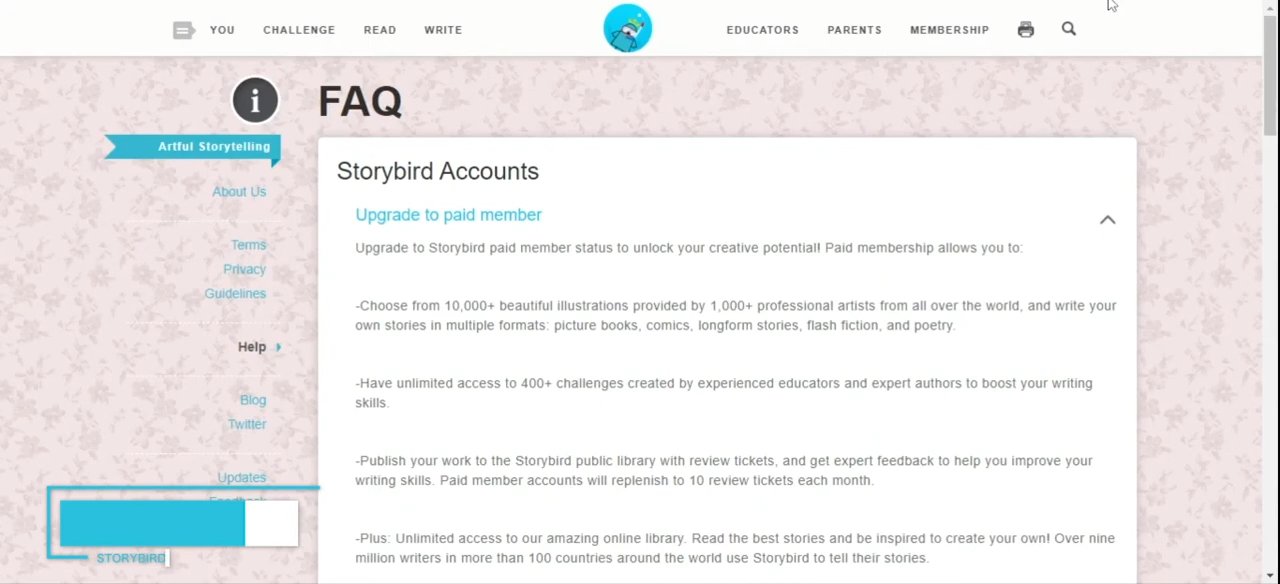 YOU CHALLENGE READ WRITE EDUCATORS PARENTS MEMBERSHIP
i
FAQ
Artful Storytelling
About Us
Terms
Privacy
Guidelines
Help
Blog
Twitter
Updates
Feedback
STORYBIRD
Storybird Accounts
Upgrade to paid member
Upgrade to Storybird paid member status to unlock your creative potential! Paid membership allows you to:
-Choose from 10,000+ beautiful illustrations provided by 1,000+ professional artists from all over the world, and write your
own stories in multiple formats: picture books, comics, longform stories, flash fiction, and poetry.
-Have unlimited access to 400+ challenges created by experienced educators and expert authors to boost your writing
skills.
-Publish your work to the Storybird public library with review tickets, and get expert feedback to help you improve your
writing skills. Paid member accounts will replenish to 10 review tickets each month.
-Plus: Unlimited access to our amazing online library. Read the best stories and be inspired to create your own! Over nine
million writers in more than 100 countries around the world use Storybird to tell their stories.